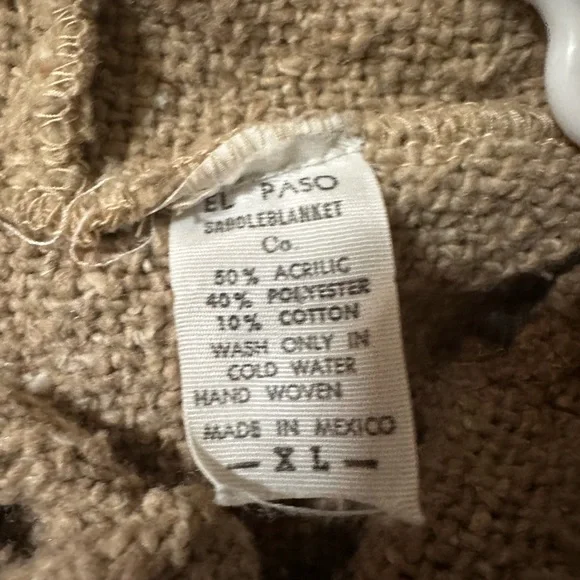 EL PASO
SADDLEBLANKET
Co.
50% ACRILIC
40% POLYESTER
10% COTTON
WASH ONLY IN
COLD WATER
HAND WOVEN
MADE IN MEXICO
— X L —